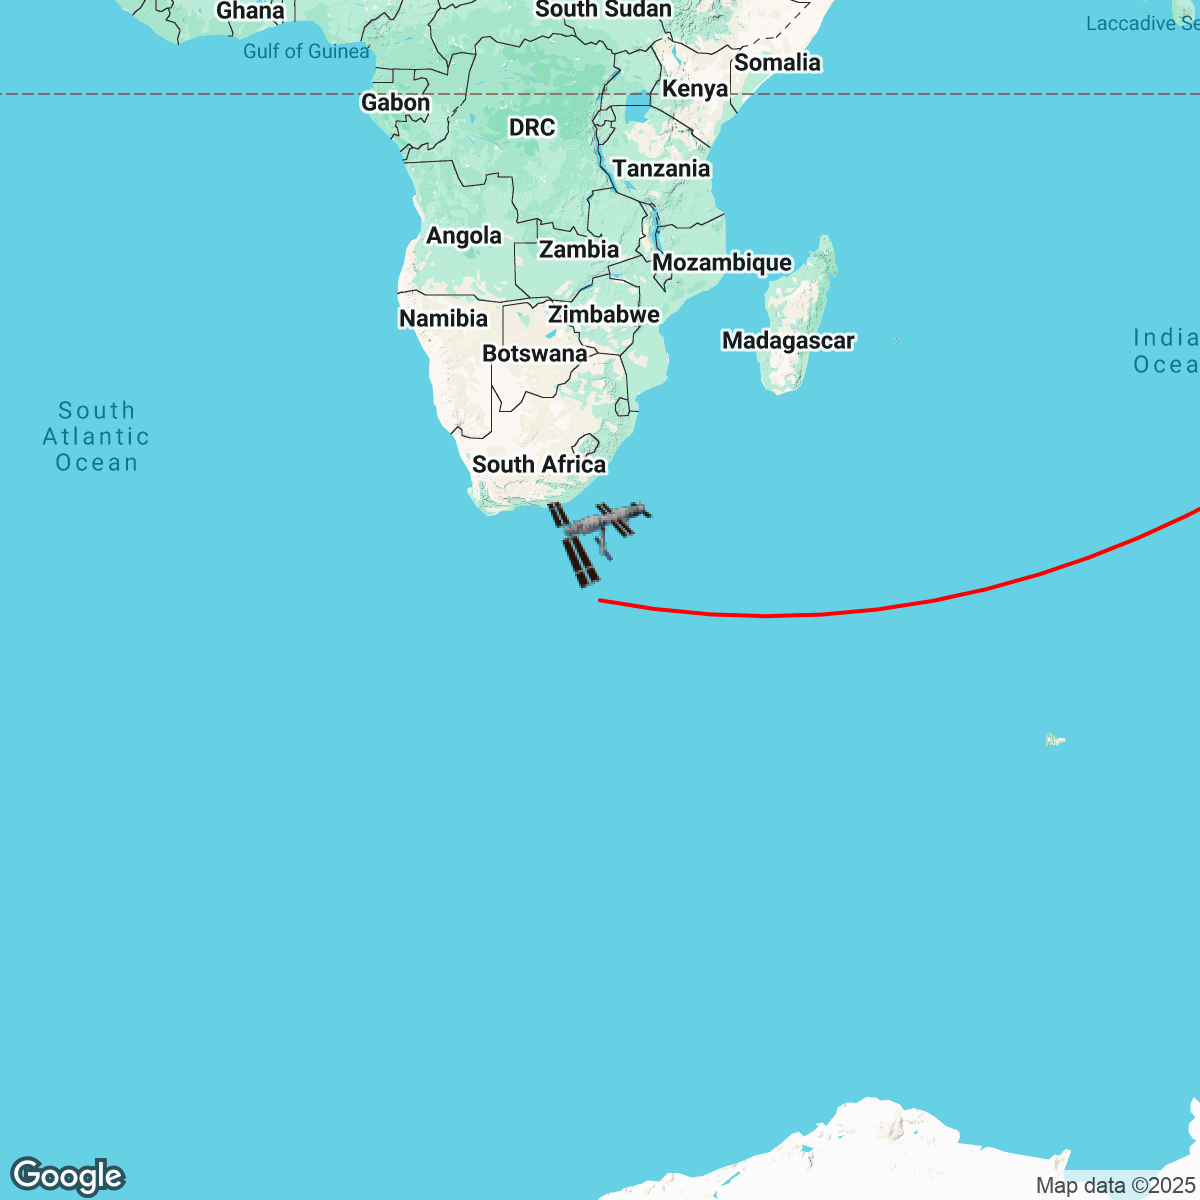 Ghana
South Sudan
Laccadive Se
Gulf of Guinea
Somalia
Kenya
Gabon
DRC
Tanzania
Angola
Zambia
Mozambique
Namibia
Zimbabwe
Botswana
Madagascar
India
Ocea
South
Atlantic
Ocean
South Africa
Google
Map data ©2025